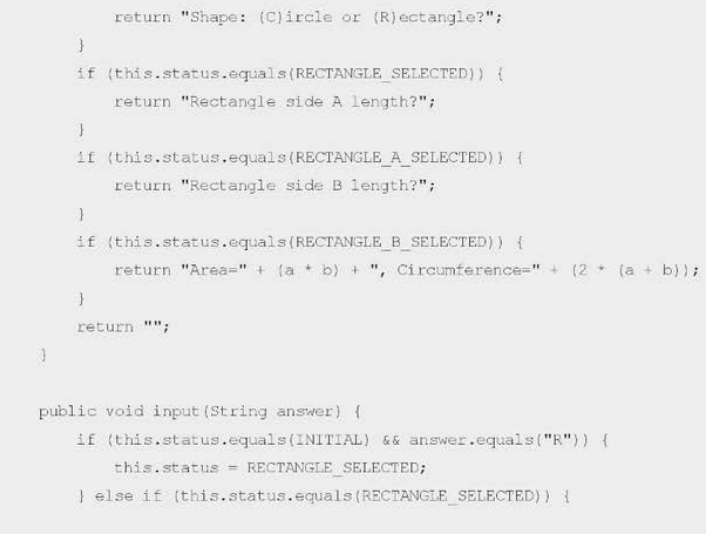 return "Shape: (C)ircle or (R)ectangle?";
    }
    if (this.status.equals(RECTANGLE_SELECTED)) {
        return "Rectangle side A length?";
    }
    if (this.status.equals(RECTANGLE_A_SELECTED)) {
        return "Rectangle side B length?";
    }
    if (this.status.equals(RECTANGLE_B_SELECTED)) {
        return "Area=" + (a * b) + ", Circumference=" + (2 * (a + b));
    }
    return "";
}
public void input(String answer) {
    if (this.status.equals(INITIAL) && answer.equals("R")) {
        this.status = RECTANGLE_SELECTED;
    } else if (this.status.equals(RECTANGLE_SELECTED)) {